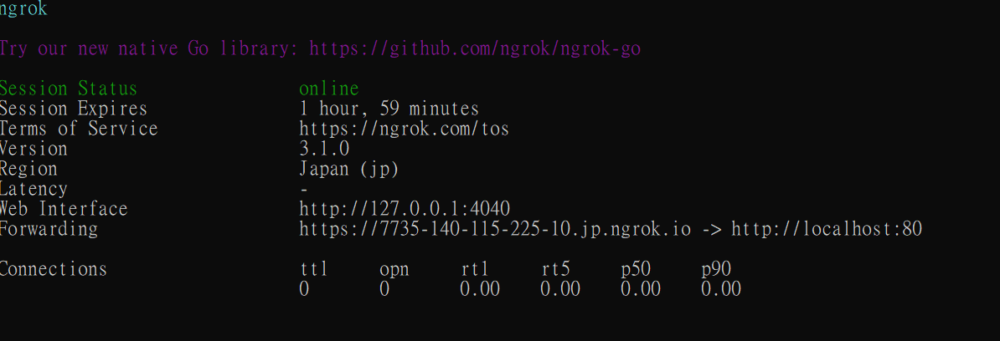 ngrok
Try our new native Go library: https://github.com/ngrok/ngrok-go
Session Status online
Session Expires 1 hour, 59 minutes
Terms of Service https://ngrok.com/tos
Version 3.1.0
Region Japan (jp)
Latency -
Web Interface http://127.0.0.1:4040
Forwarding https://7735-140-115-225-10.jp.ngrok.io -> http://localhost:80
Connections ttl opn rt1 rt5 p50 p90
0 0 0.00 0.00 0.00 0.00